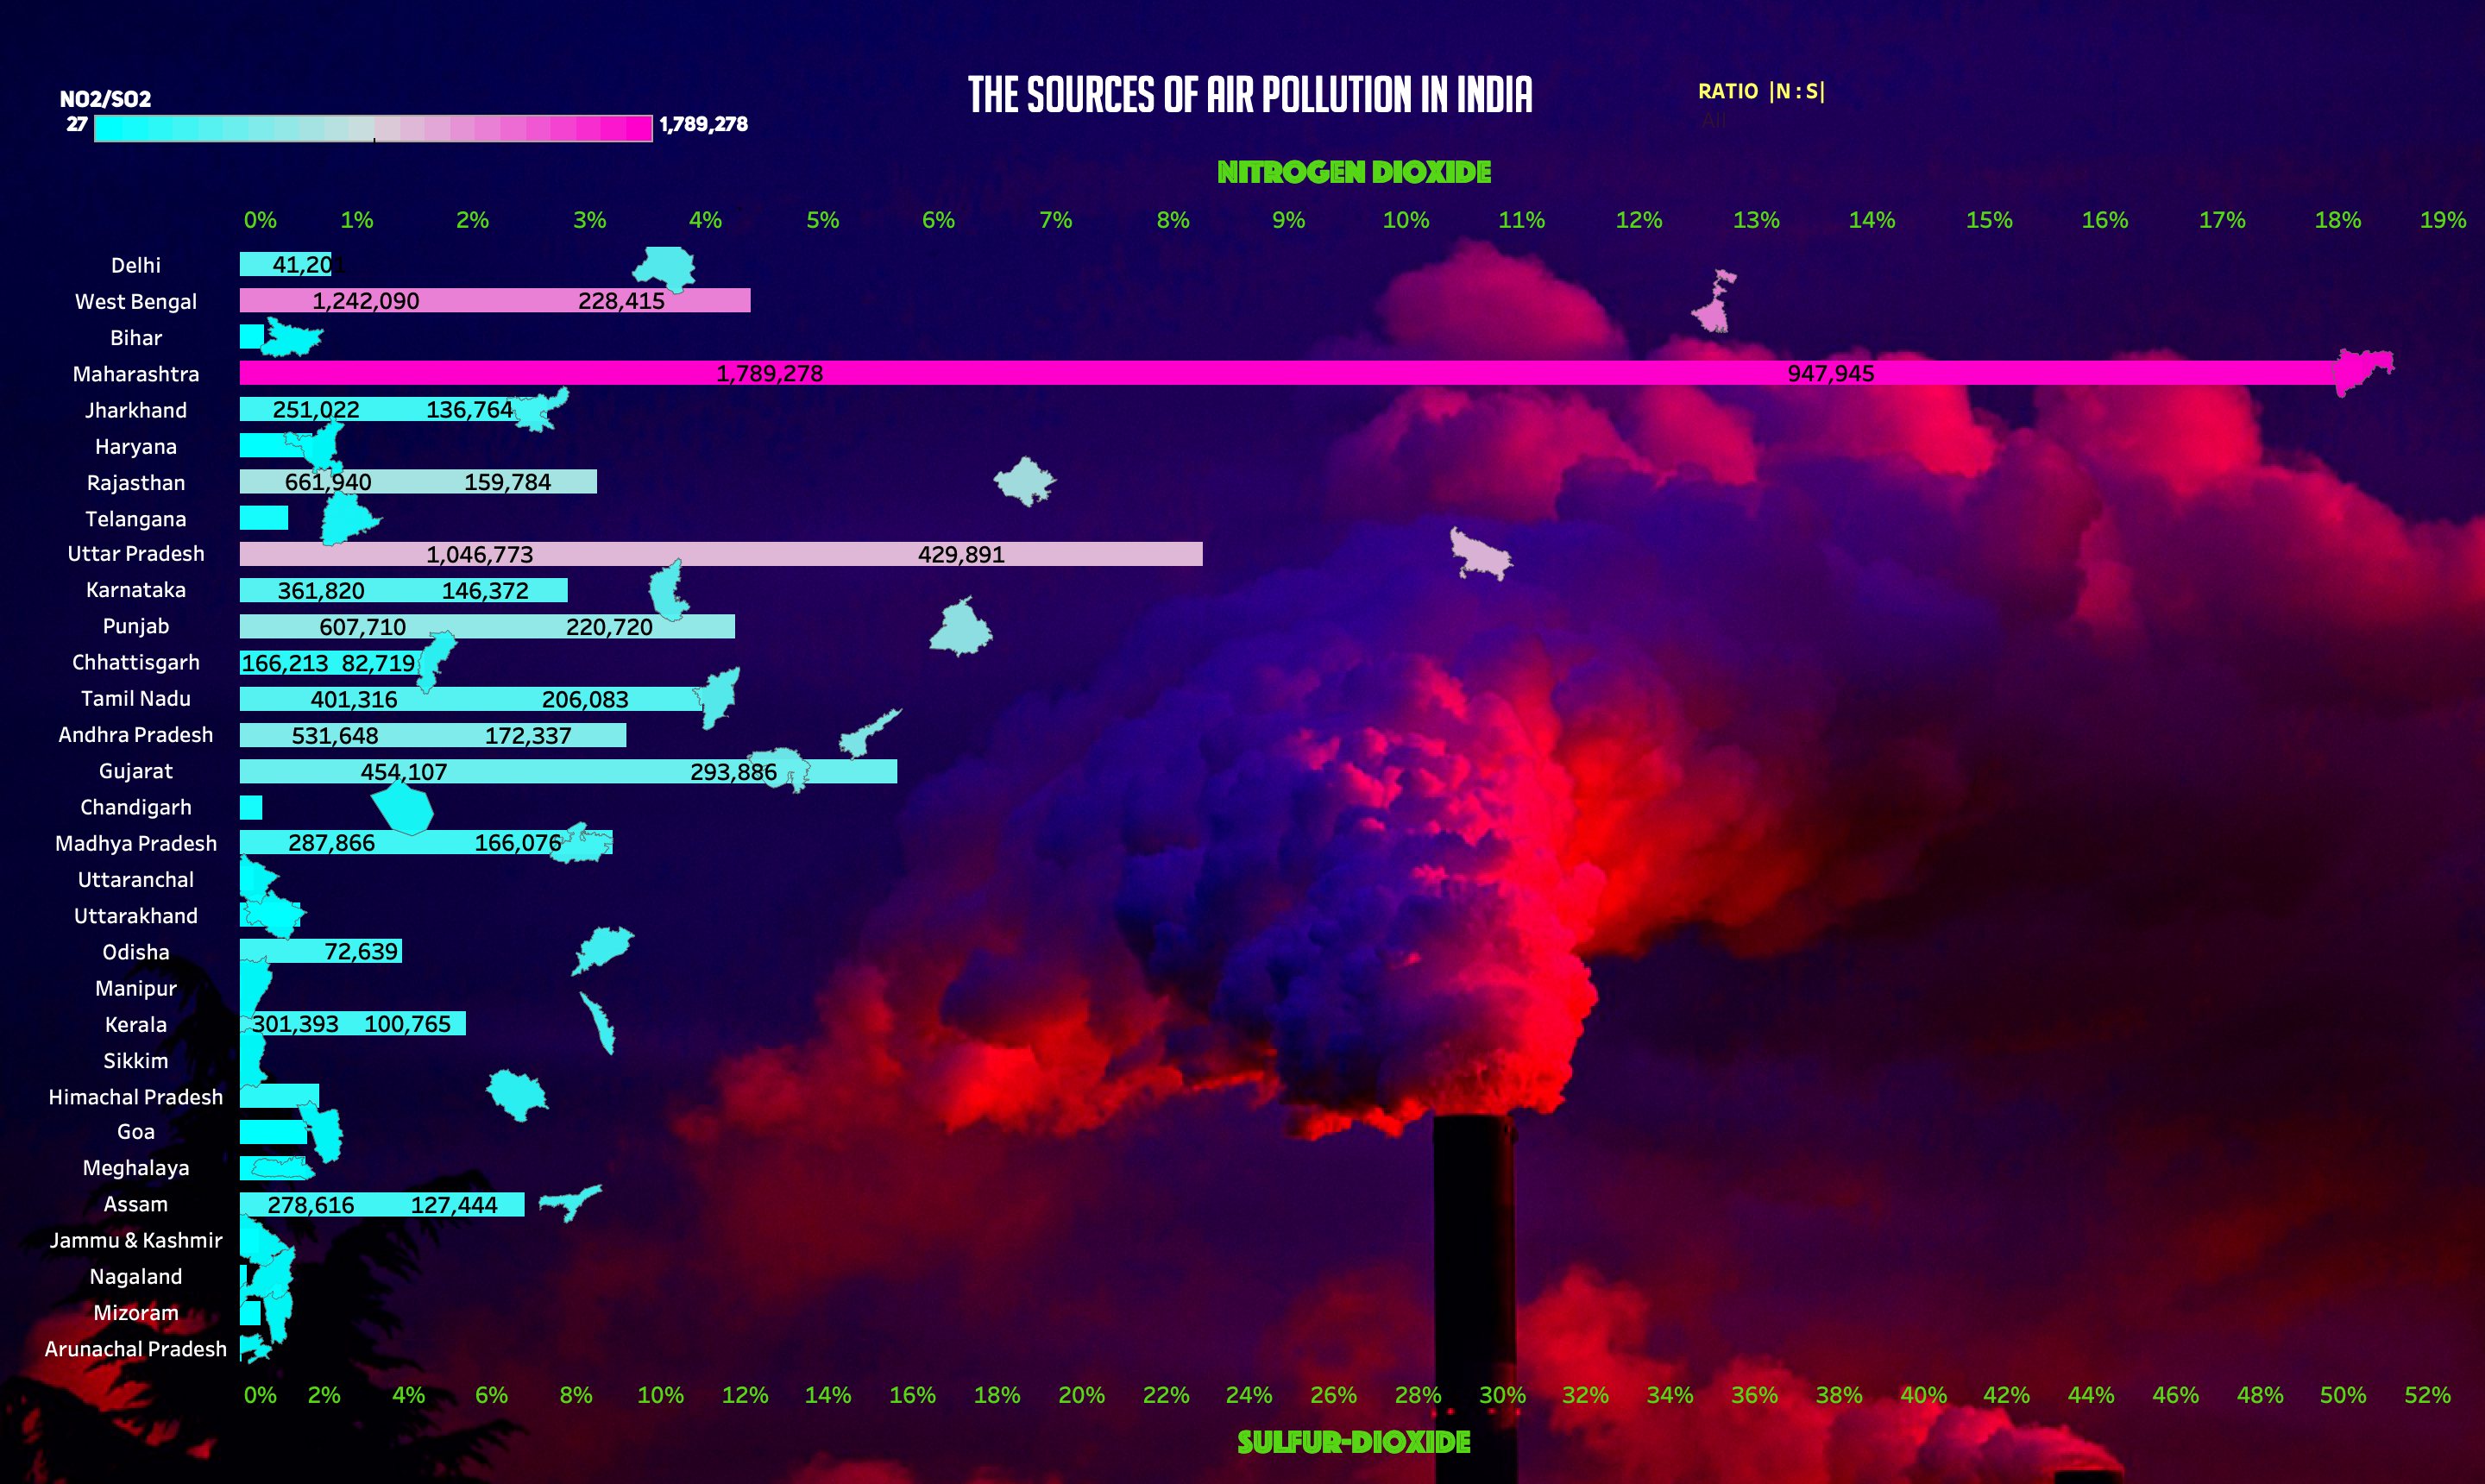 THE SOURCES OF AIR POLLUTION IN INDIA
NO2/SO2
27 1,789,278
RATIO |N : S|
All
NITROGEN DIOXIDE
0% 1% 2% 3% 4% 5% 6% 7% 8% 9% 10% 11% 12% 13% 14% 15% 16% 17% 18% 19%
Delhi 41,201
West Bengal 1,242,090 228,415
Bihar
Maharashtra 1,789,278 947,945
Jharkhand 251,022 136,764
Haryana
Rajasthan 661,940 159,784
Telangana
Uttar Pradesh 1,046,773 429,891
Karnataka 361,820 146,372
Punjab 607,710 220,720
Chhattisgarh 166,213 82,719
Tamil Nadu 401,316 206,083
Andhra Pradesh 531,648 172,337
Gujarat 454,107 293,886
Chandigarh
Madhya Pradesh 287,866 166,076
Uttaranchal
Uttarakhand
Odisha 72,639
Manipur
Kerala 301,393 100,765
Sikkim
Himachal Pradesh
Goa
Meghalaya
Assam 278,616 127,444
Jammu & Kashmir
Nagaland
Mizoram
Arunachal Pradesh
0% 2% 4% 6% 8% 10% 12% 14% 16% 18% 20% 22% 24% 26% 28% 30% 32% 34% 36% 38% 40% 42% 44% 46% 48% 50% 52%
SULFUR-DIOXIDE